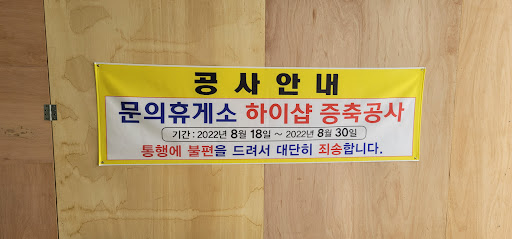 공사안내
문의휴게소 하이샵 증축공사
기간 : 2022년 8월 18일 ~ 2022년 8월 30일
통행에 불편을 드려서 대단히 죄송합니다.